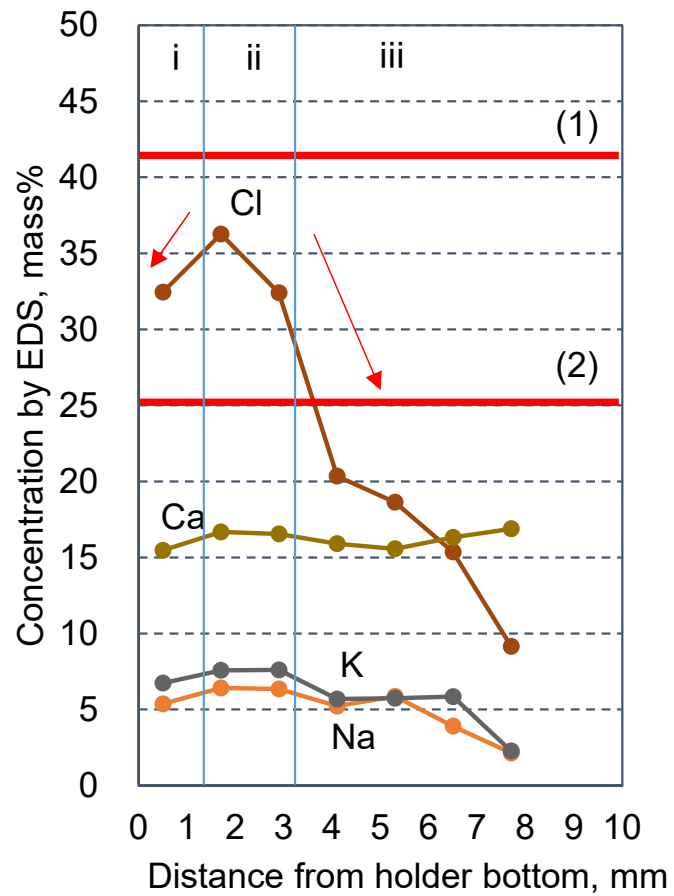 50
i ii iii
45
(1)
40
Cl
35
30
(2)
25
20
Ca
15
10
K
5
Na
0
0 1 2 3 4 5 6 7 8 9 10
Distance from holder bottom, mm
Concentration by EDS, mass%